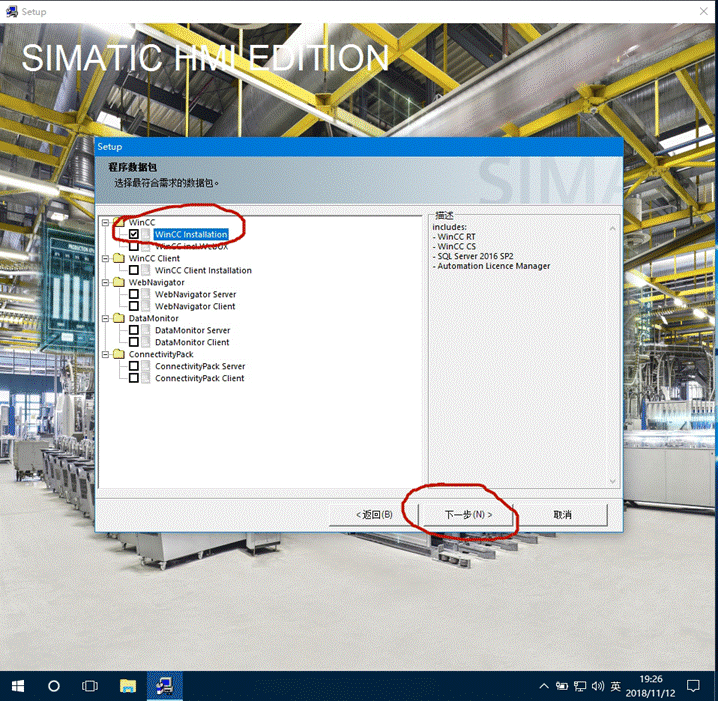 Setup
SIMATIC HMI EDITION
Setup
程序数据包
选择最符合需求的数据包。
SIMA
WinCC
WinCC Installation
WinCC incl. WebUX
WinCC Client
WinCC Client Installation
WebNavigator
WebNavigator Server
WebNavigator Client
DataMonitor
DataMonitor Server
DataMonitor Client
ConnectivityPack
ConnectivityPack Server
ConnectivityPack Client
描述
includes:
- WinCC RT
- WinCC CS
- SQL Server 2016 SP2
- Automation Licence Manager
< 返回(B)
下一步(N) >
取消
英
19:26
2018/11/12